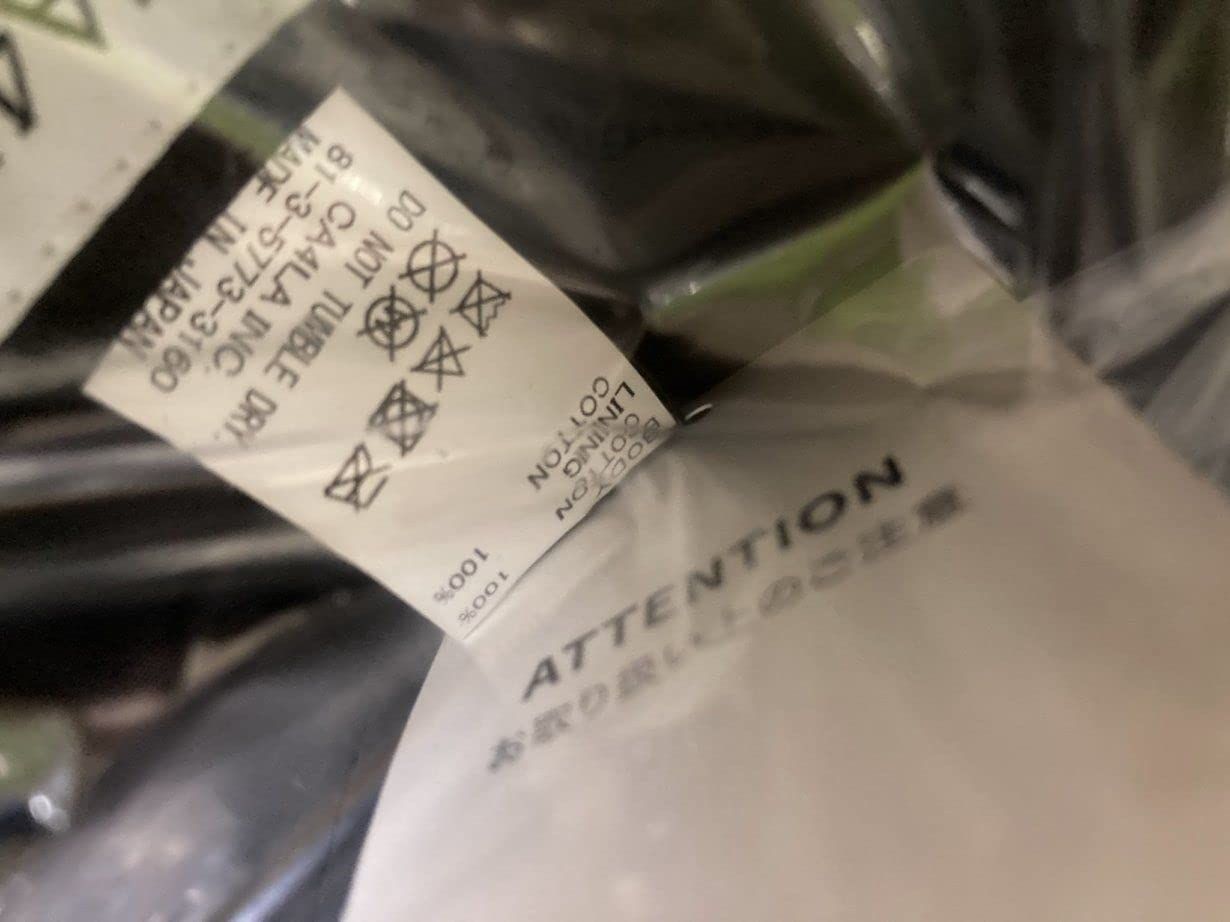 BODY
COTTON 100%
LINING
COTTON 100%
DO NOT TUMBLE DRY.
CA4LA INC.
81-3-5773-3160
MADE IN JAPAN
ATTENTION
お取り扱い上のご注意